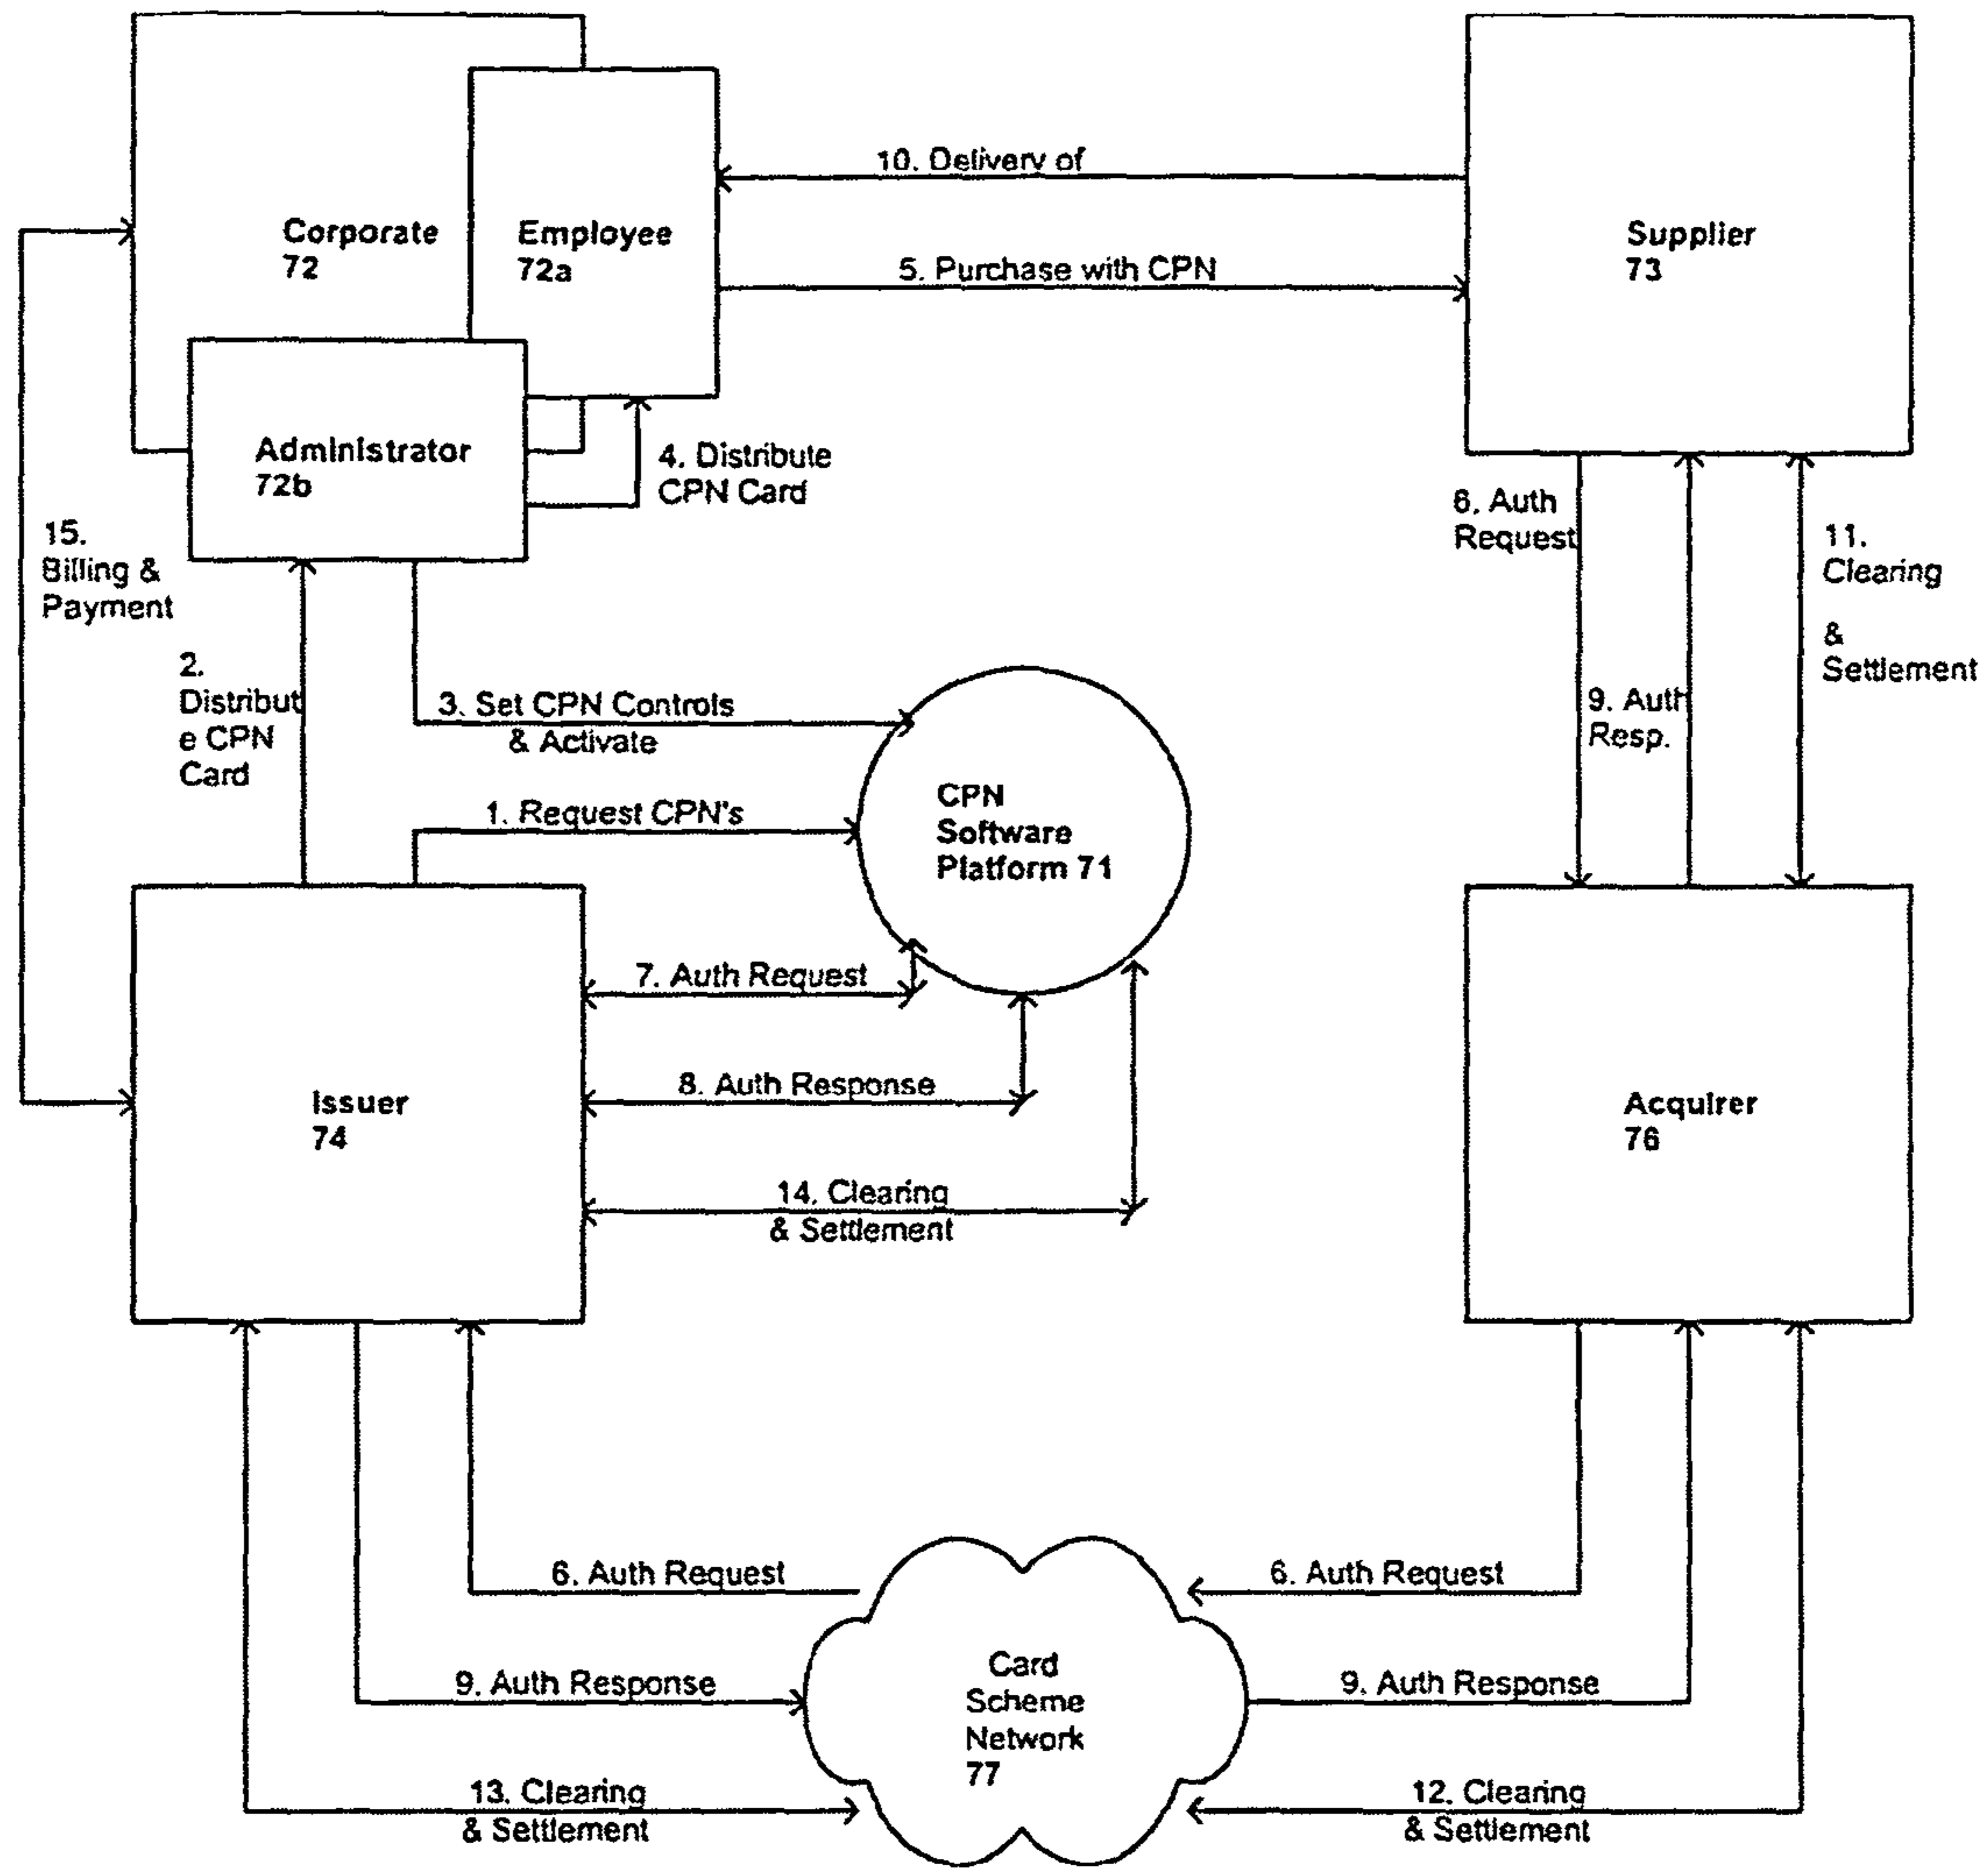 10. Delivery of
Corporate
72
Employee
72a
Supplier
73
5. Purchase with CPN
Administrator
72b
4. Distribute
CPN Card
6. Auth
Request
11.
Clearing
&
Settlement
15.
Billing &
Payment
2.
Distribut
e CPN
Card
9. Auth
Resp.
3. Set CPN Controls
& Activate
1. Request CPN's
CPN
Software
Platform 71
7. Auth Request
8. Auth Response
Issuer
74
Acquirer
76
14. Clearing
& Settlement
6. Auth Request
6. Auth Request
9. Auth Response
Card
Scheme
Network
77
9. Auth Response
13. Clearing
& Settlement
12. Clearing
& Settlement